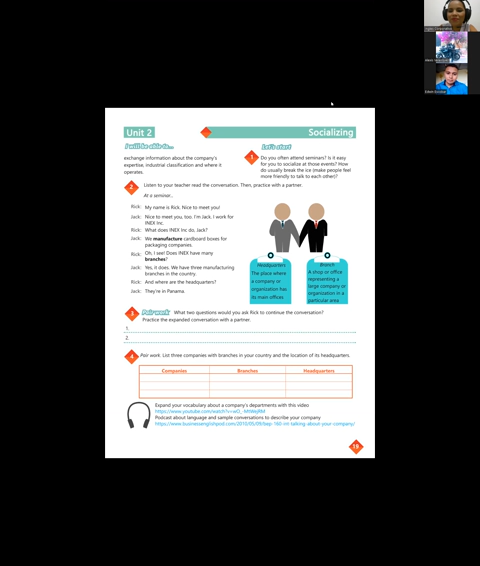 Unit 2
Socializing
I will be able to...
exchange information about the company's
expertise, industrial classification and where it
operates.
Let's start
1.
Do you often attend seminars? Is it easy
for you to socialize at those events? How
do usually break the ice (make people feel
more friendly to talk to each other)?
2.
Listen to your teacher read the conversation. Then, practice with a partner.
At a seminar...
Rick: My name is Rick. Nice to meet you!
Jack: Nice to meet you, too. I'm Jack. I work for
INEX Inc.
Rick: What does INEX Inc do, Jack?
Jack: We manufacture cardboard boxes for
packaging companies.
Rick: Oh, I see! Does INEX have many
branches?
Jack: Yes, it does. We have three manufacturing
branches in the country.
Rick: And where are the headquarters?
Jack: They're in Panama.
Headquarters
The place where
a company or
organization has
its main offices
Branch
A shop or office
representing a
large company or
organization in a
particular area
3.
Pair work What two questions would you ask Rick to continue the conversation?
Practice the expanded conversation with a partner.
1.
2.
4.
Pair work. List three companies with branches in your country and the location of its headquarters.
Companies Branches Headquarters
Expand your vocabulary about a company's departments with this video:
Podcast about language and sample conversations to describe your company
19